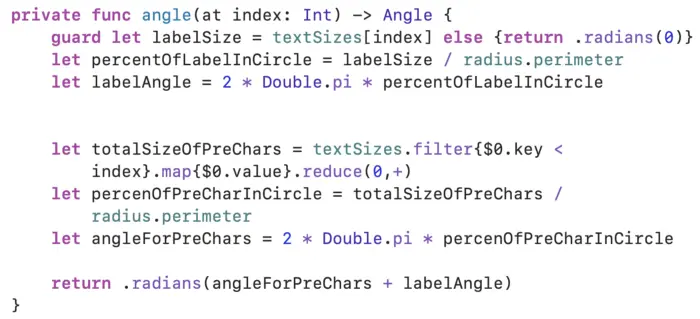 private func angle(at index: Int) -> Angle {
guard let labelSize = textSizes[index] else {return .radians(0)}
let percentOfLabelInCircle = labelSize / radius.perimeter
let labelAngle = 2 * Double.pi * percentOfLabelInCircle
let totalSizeOfPreChars = textSizes.filter{$0.key <
index}.map{$0.value}.reduce(0,+)
let percenOfPreCharInCircle = totalSizeOfPreChars /
radius.perimeter
let angleForPreChars = 2 * Double.pi * percenOfPreCharInCircle
return .radians(angleForPreChars + labelAngle)
}